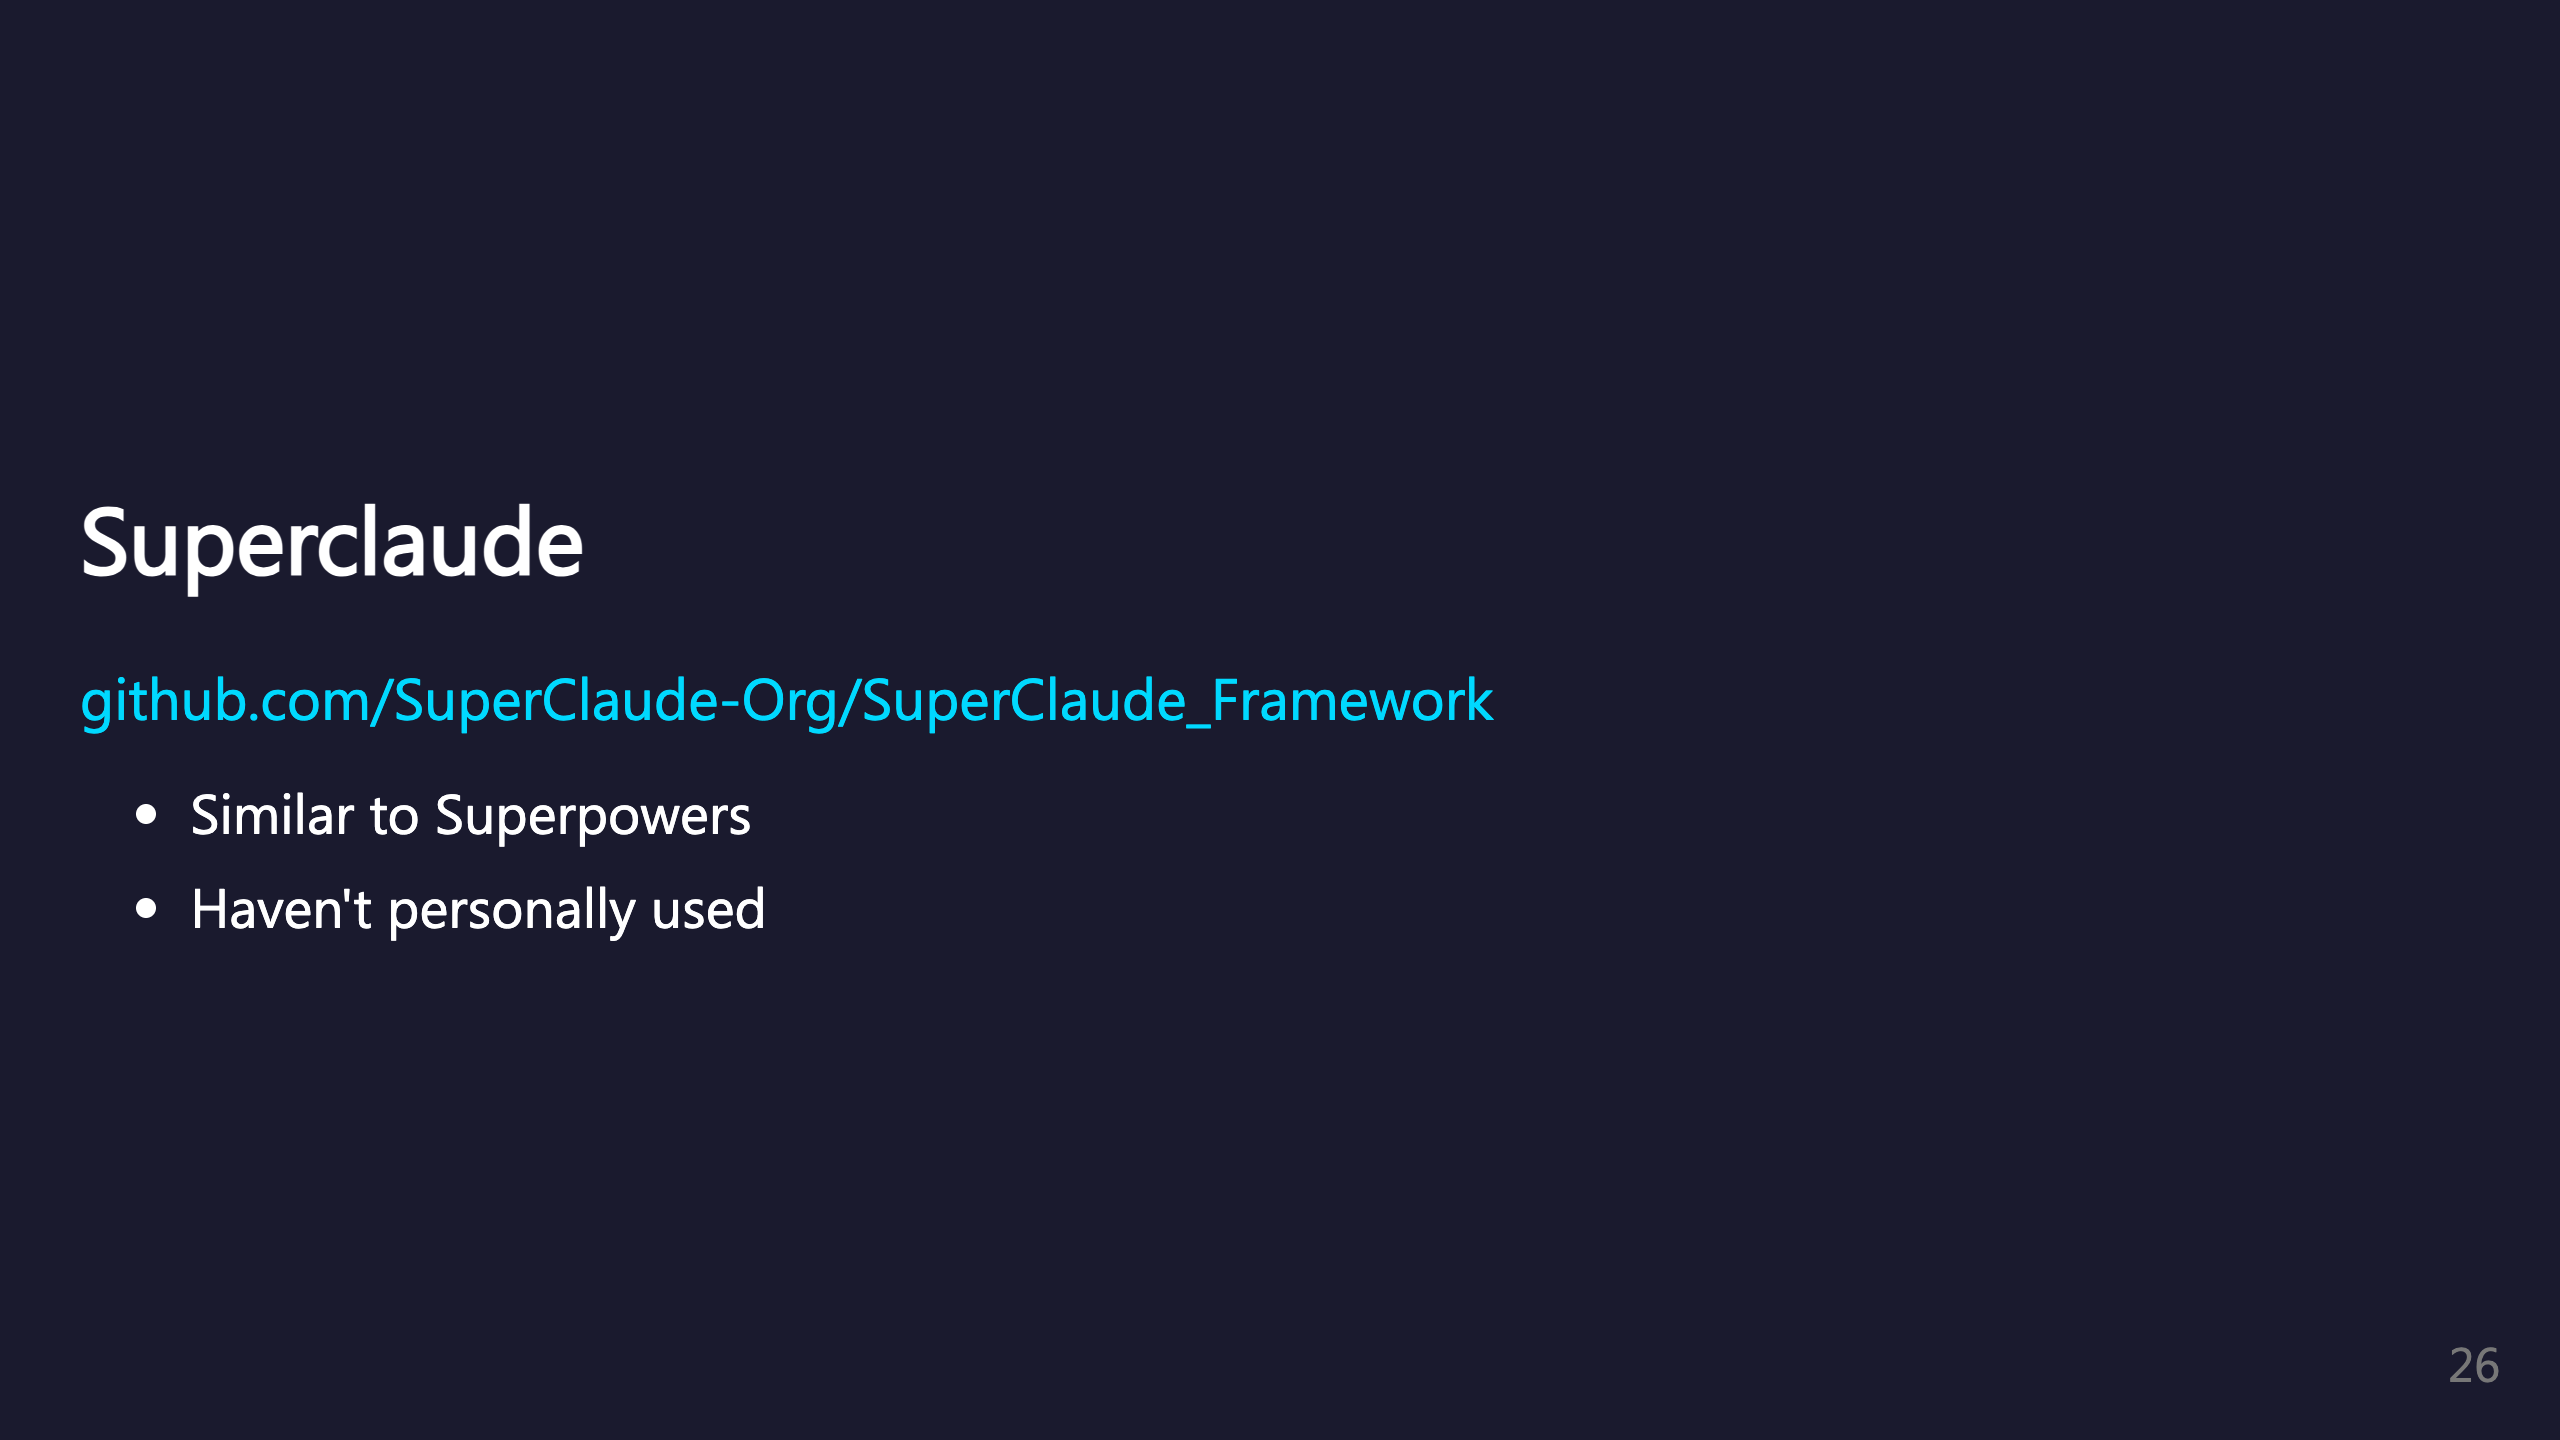 Superclaude
github.com/SuperClaude-Org/SuperClaude_Framework
• Similar to Superpowers
• Haven't personally used
26